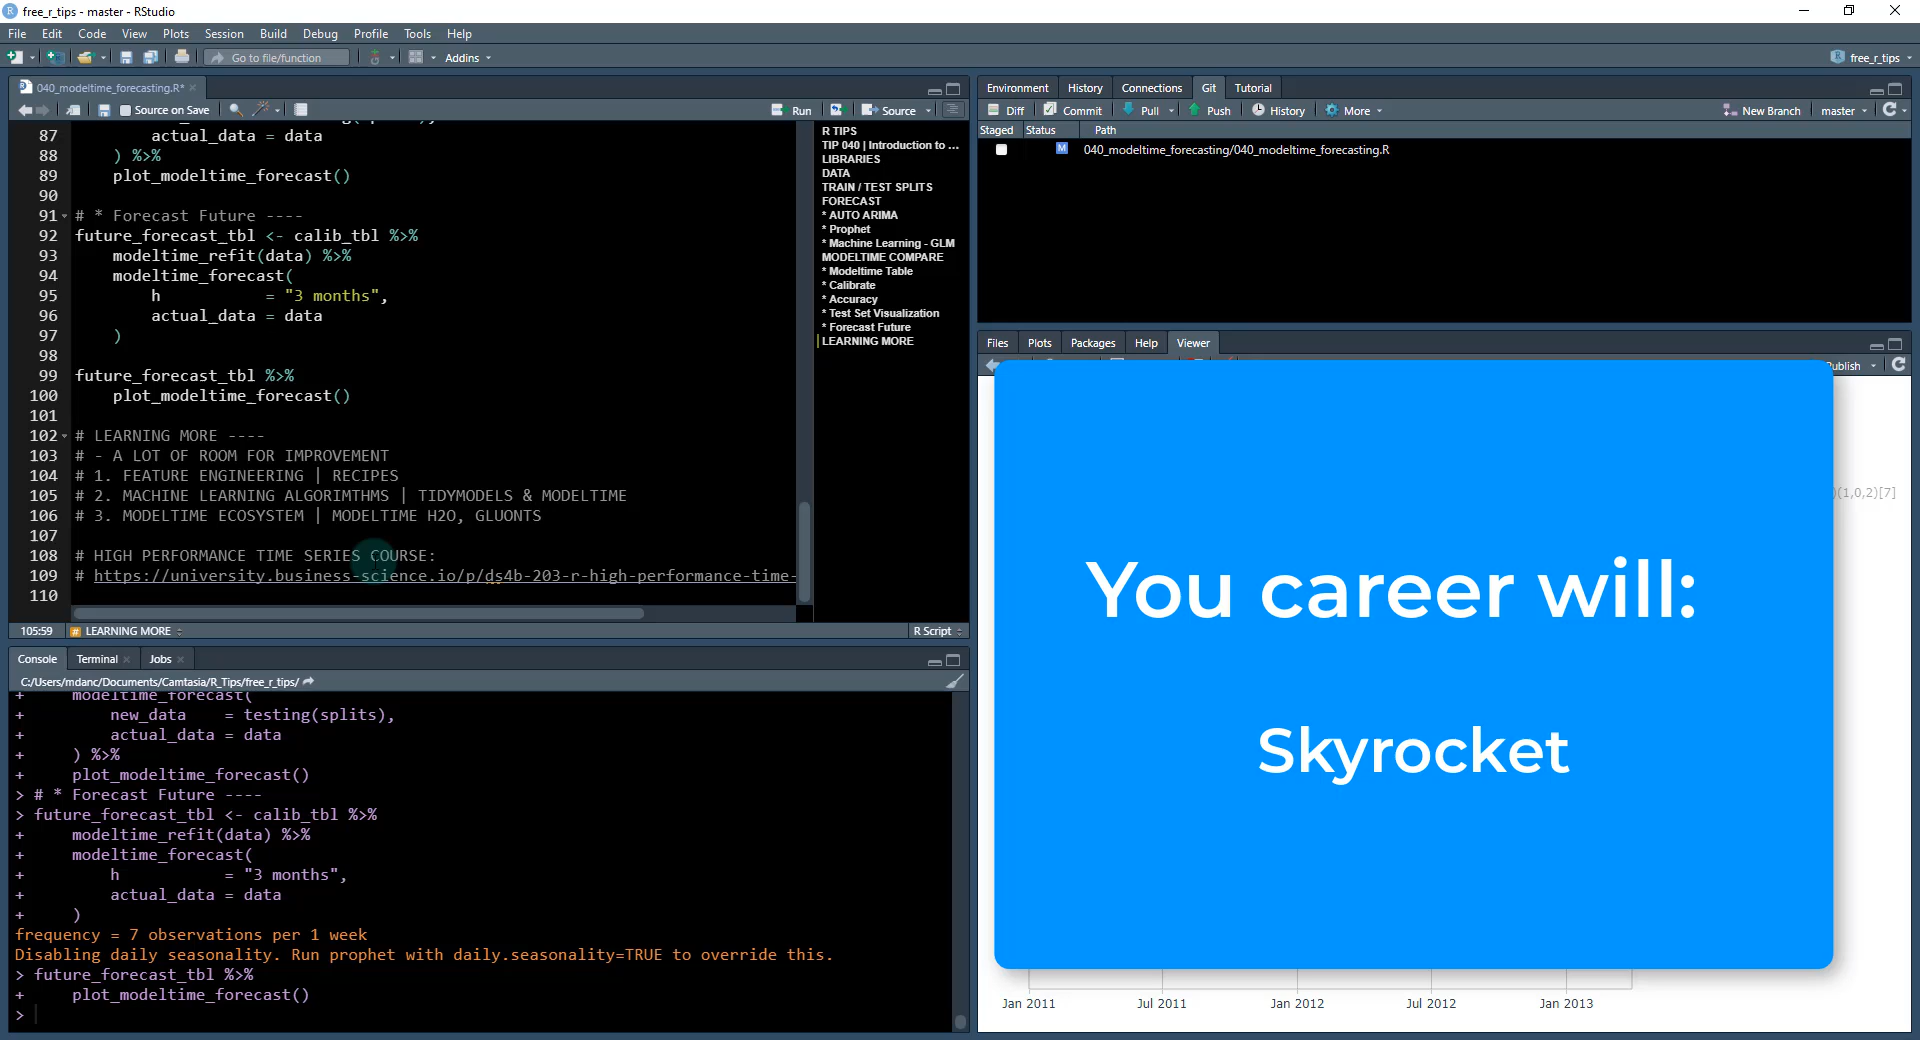 free_r_tips - master - RStudio
File Edit Code View Plots Session Build Debug Profile Tools Help
Go to file/function Addins free_r_tips
040_modeltime_forecasting.R*
Source on Save Run Source
87 actual_data = data
88 ) %>%
89 plot_modeltime_forecast()
90
91 # * Forecast Future ----
92 future_forecast_tbl <- calib_tbl %>%
93 modeltime_refit(data) %>%
94 modeltime_forecast(
95 h = "3 months",
96 actual_data = data
97 )
98
99 future_forecast_tbl %>%
100 plot_modeltime_forecast()
101
102 # LEARNING MORE ----
103 # - A LOT OF ROOM FOR IMPROVEMENT
104 # 1. FEATURE ENGINEERING | RECIPES
105 # 2. MACHINE LEARNING ALGORIMTHMS | TIDYMODELS & MODELTIME
106 # 3. MODELTIME ECOSYSTEM | MODELTIME H2O, GLUONTS
107
108 # HIGH PERFORMANCE TIME SERIES COURSE:
109 # https://university.business-science.io/p/ds4b-203-r-high-performance-time-
110
105:59 # LEARNING MORE R Script
R TIPS
TIP 040 | Introduction to ...
LIBRARIES
DATA
TRAIN / TEST SPLITS
FORECAST
* AUTO ARIMA
* Prophet
* Machine Learning - GLM
MODELTIME COMPARE
* Modeltime Table
* Calibrate
* Accuracy
* Test Set Visualization
* Forecast Future
LEARNING MORE
Console Terminal Jobs
C:/Users/mdanc/Documents/Camtasia/R_Tips/free_r_tips/
+ modeltime_forecast(
+ new_data = testing(splits),
+ actual_data = data
+ ) %>%
+ plot_modeltime_forecast()
> # * Forecast Future ----
> future_forecast_tbl <- calib_tbl %>%
+ modeltime_refit(data) %>%
+ modeltime_forecast(
+ h = "3 months",
+ actual_data = data
+ )
frequency = 7 observations per 1 week
Disabling daily seasonality. Run prophet with daily.seasonality=TRUE to override this.
> future_forecast_tbl %>%
+ plot_modeltime_forecast()
>
Environment History Connections Git Tutorial
Diff Commit Pull Push History More New Branch master
Staged Status Path
M 040_modeltime_forecasting/040_modeltime_forecasting.R
Files Plots Packages Help Viewer
ublish
)(1,0,2)[7]
You career will:
Skyrocket
Jan 2011 Jul 2011 Jan 2012 Jul 2012 Jan 2013